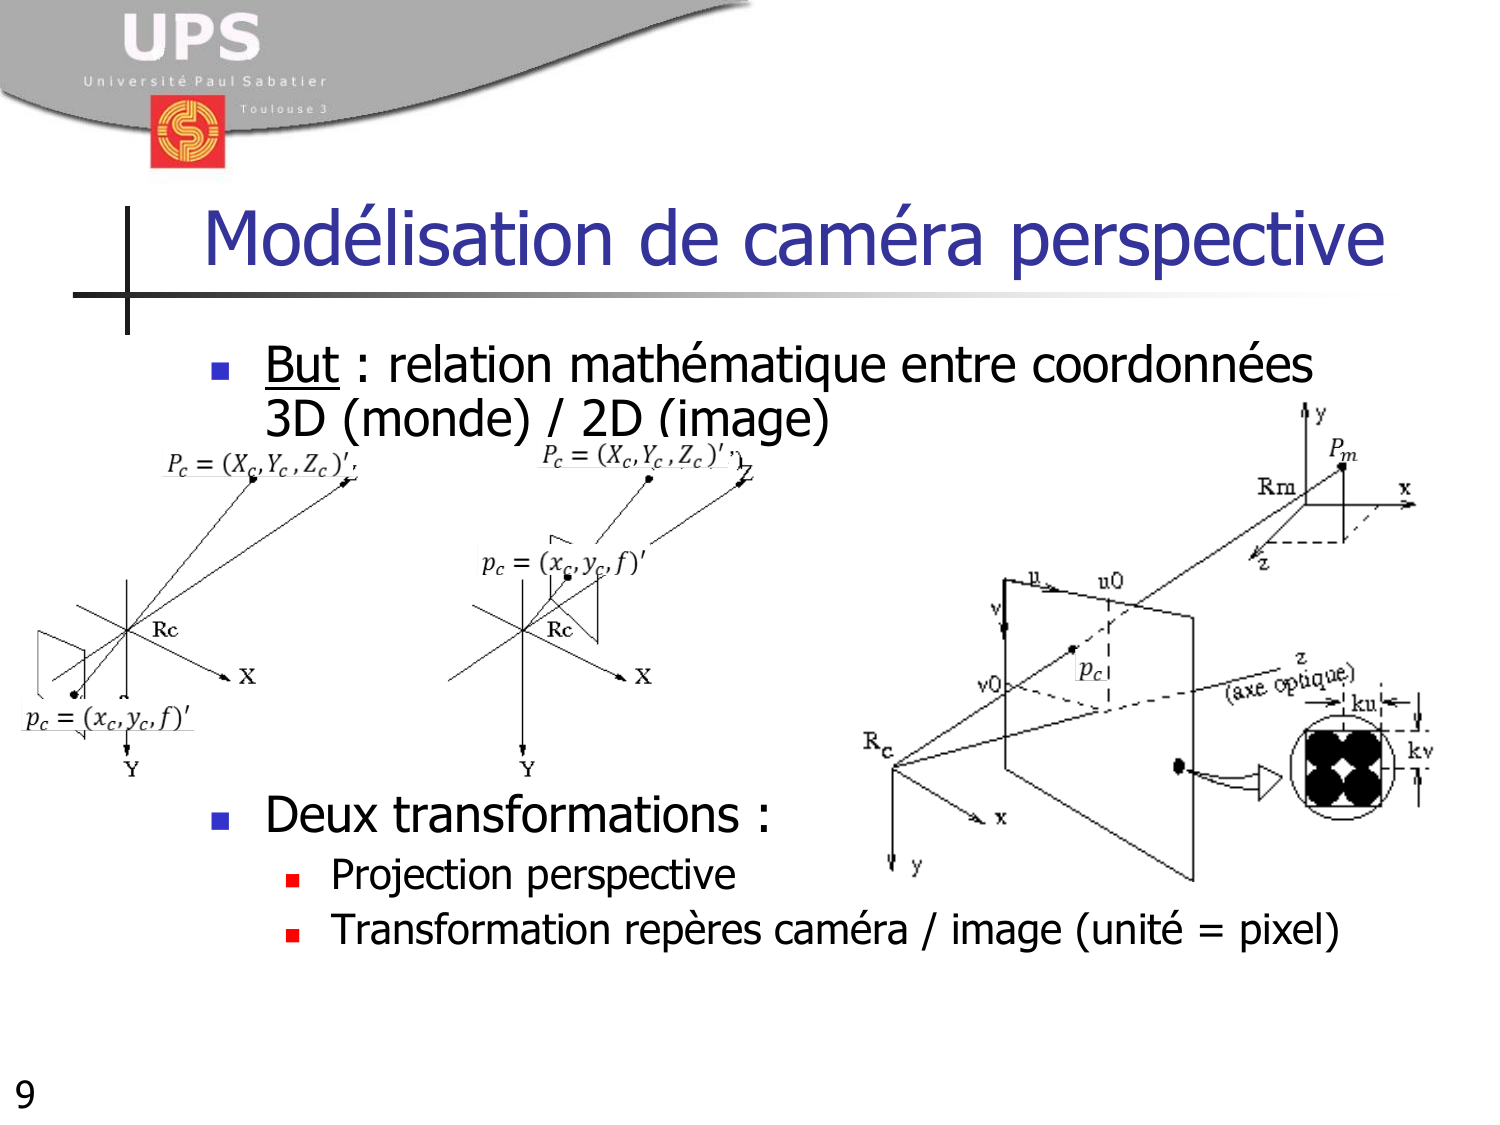 UPS
Université Paul Sabatier
Toulouse 3
Modélisation de caméra perspective
But : relation mathématique entre coordonnées
3D (monde) / 2D (image)
P_c = (X_c, Y_c, Z_c)'
Z
Rc
X
p_c = (x_c, y_c, f)'
Y
P_c = (X_c, Y_c, Z_c)' ')
Z
p_c = (x_c, y_c, f)'
Rc
X
Y
y
P_m
Rm
x
z
u
u0
v
p_c
v0
z
(axe optique)
ku
kv
R_c
x
y
Deux transformations :
Projection perspective
Transformation repères caméra / image (unité = pixel)
9